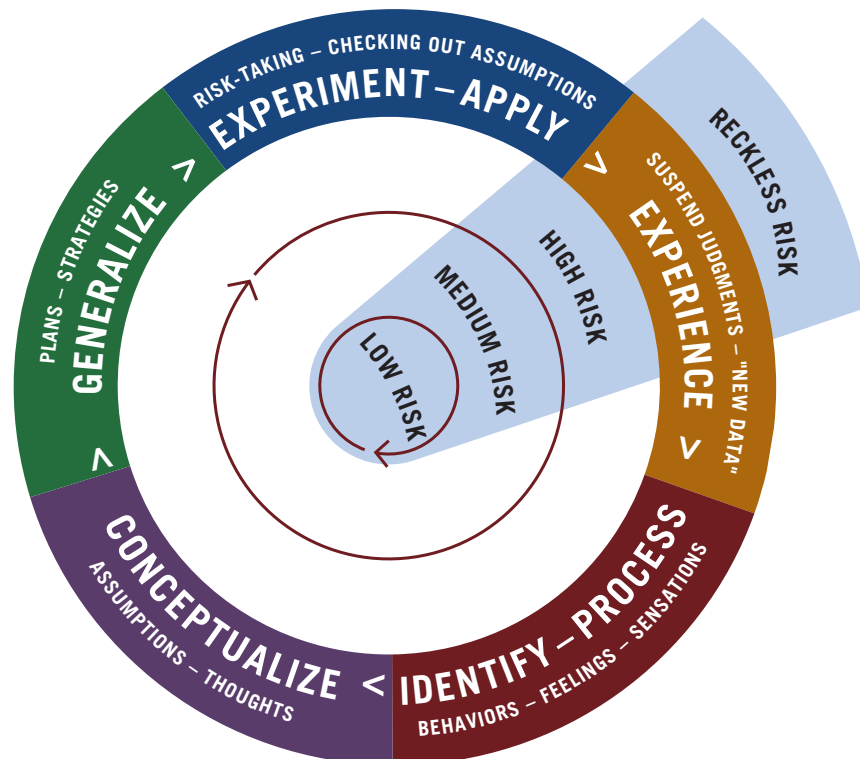 RISK-TAKING – CHECKING OUT ASSUMPTIONS
EXPERIMENT – APPLY
>
SUSPEND JUDGMENTS – "NEW DATA"
EXPERIENCE
>
IDENTIFY – PROCESS
BEHAVIORS – FEELINGS – SENSATIONS
<
CONCEPTUALIZE
ASSUMPTIONS – THOUGHTS
>
PLANS – STRATEGIES
GENERALIZE
>
LOW RISK
MEDIUM RISK
HIGH RISK
RECKLESS RISK